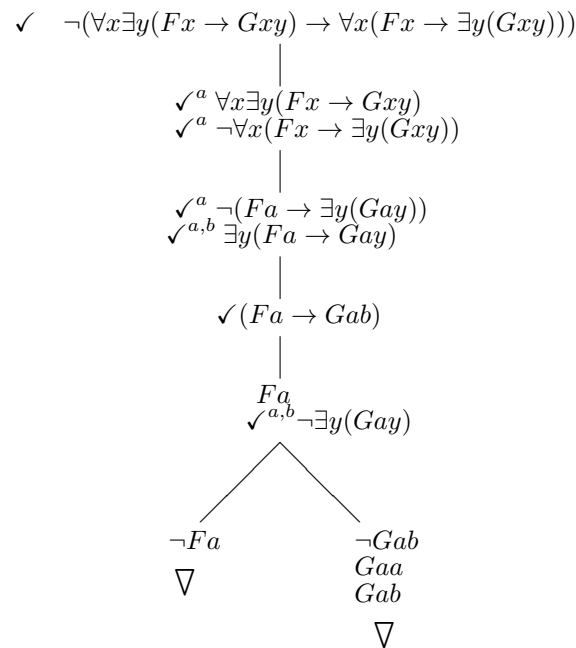 ✓ ¬(∀x∃y(Fx → Gxy) → ∀x(Fx → ∃y(Gxy)))
✓ᵃ ∀x∃y(Fx → Gxy)
✓ᵃ ¬∀x(Fx → ∃y(Gxy))
✓ᵃ ¬(Fa → ∃y(Gay))
✓ᵃ,ᵇ ∃y(Fa → Gay)
✓(Fa → Gab)
Fa
✓ᵃ,ᵇ¬∃y(Gay)
¬Fa
▽
¬Gab
Gaa
Gab
▽